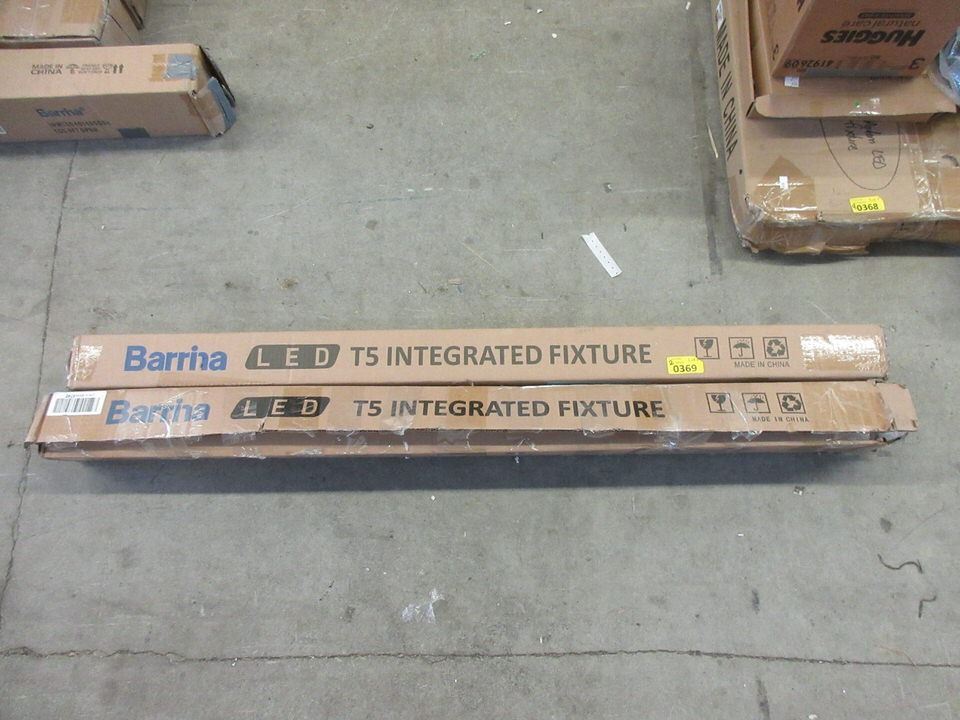 MADE IN
CHINA
Barrina
MADE IN CHINA
HUGGIES
natural care
3
4192609
0368
Barrina LED T5 INTEGRATED FIXTURE
MADE IN CHINA
0369
Barrina LED T5 INTEGRATED FIXTURE
MADE IN CHINA